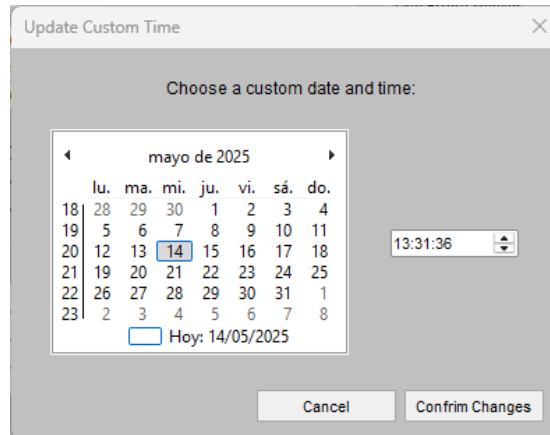 Update Custom Time
Choose a custom date and time:
mayo de 2025
lu. ma. mi. ju. vi. sá. do.
18 28 29 30 1 2 3 4
19 5 6 7 8 9 10 11
20 12 13 14 15 16 17 18
21 19 20 21 22 23 24 25
22 26 27 28 29 30 31 1
23 2 3 4 5 6 7 8
Hoy: 14/05/2025
13:31:36
Cancel
Confrim Changes